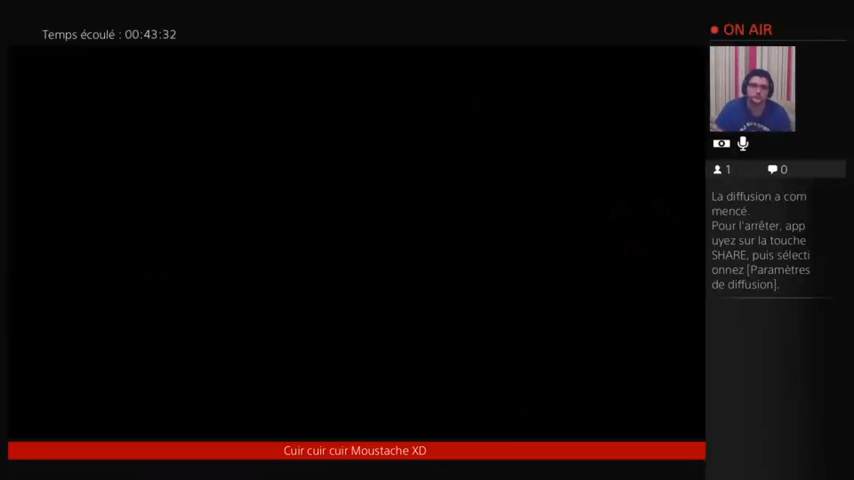 Temps écoulé : 00:43:32
ON AIR
1
0
La diffusion a com
mencé.
Pour l'arrêter, app
uyez sur la touche
SHARE, puis sélecti
onnez [Paramètres
de diffusion].
Cuir cuir cuir Moustache XD